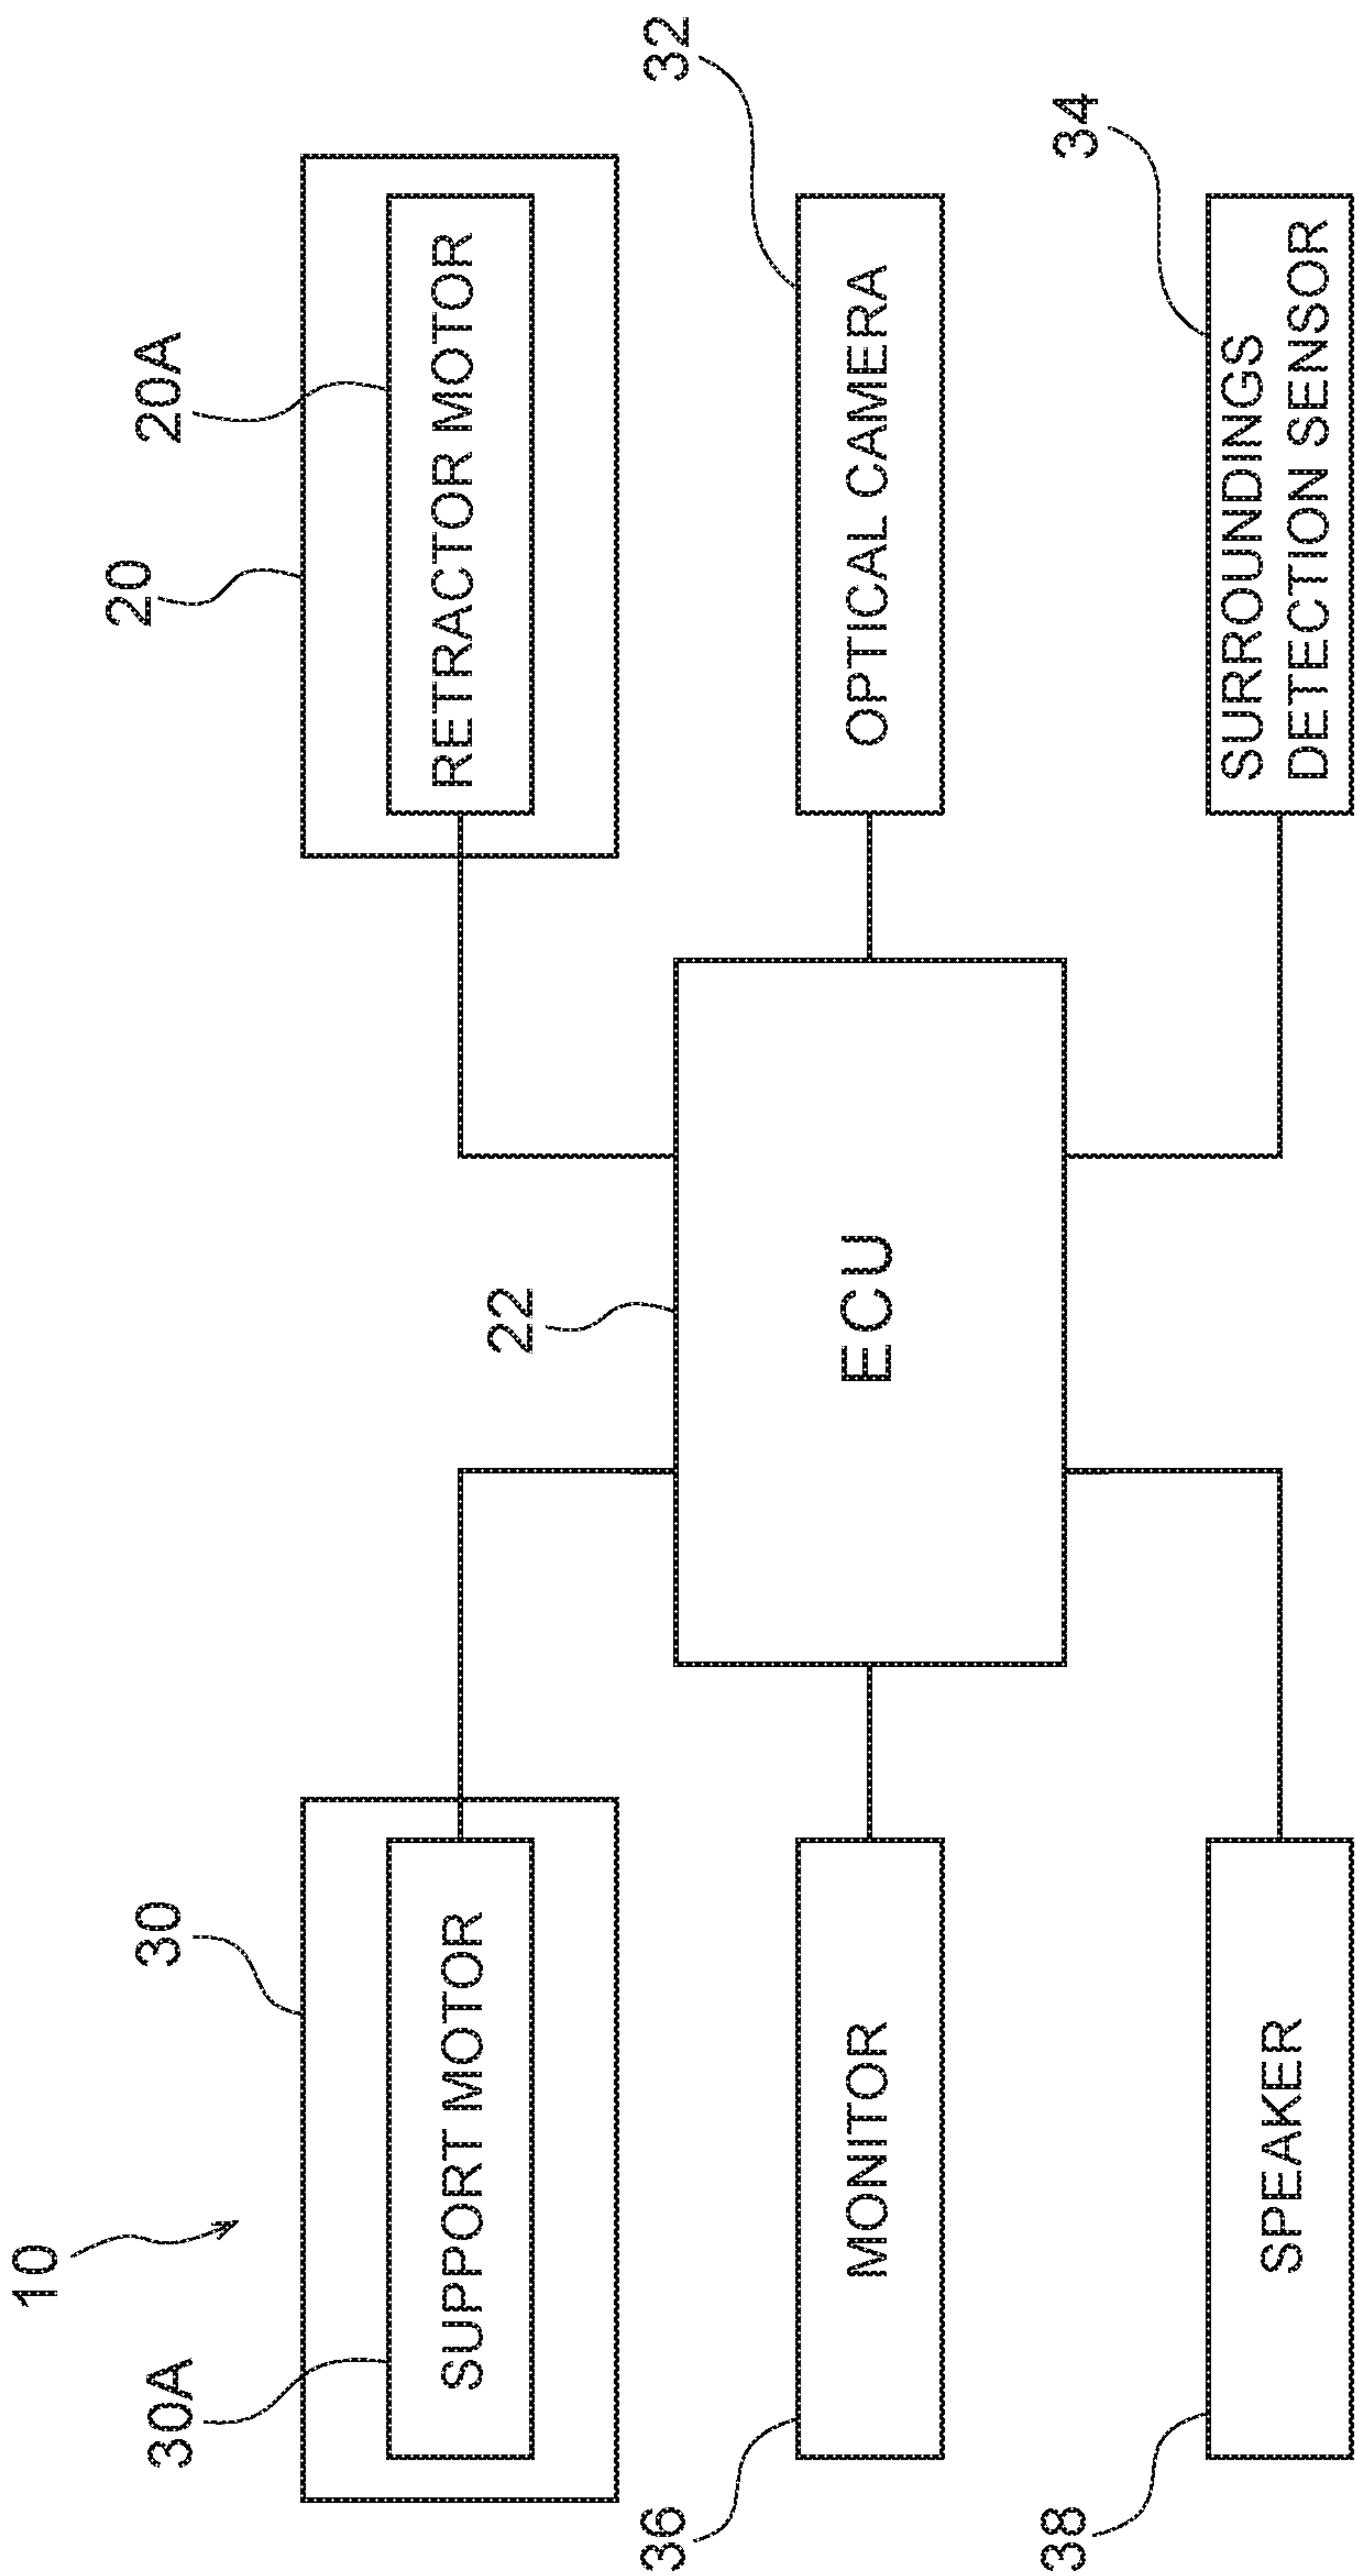 10
30A
30
SUPPORT MOTOR
20
20A
RETRACTOR MOTOR
22
ECU
36
MONITOR
32
OPTICAL CAMERA
38
SPEAKER
34
SURROUNDINGS
DETECTION SENSOR